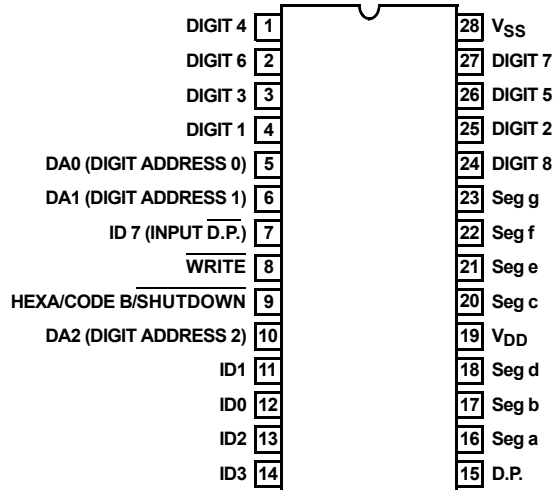 DIGIT 4 1 28 VSS
DIGIT 6 2 27 DIGIT 7
DIGIT 3 3 26 DIGIT 5
DIGIT 1 4 25 DIGIT 2
DA0 (DIGIT ADDRESS 0) 5 24 DIGIT 8
DA1 (DIGIT ADDRESS 1) 6 23 Seg g
ID 7 (INPUT D.P.) 7 22 Seg f
WRITE 8 21 Seg e
HEXA/CODE B/SHUTDOWN 9 20 Seg c
DA2 (DIGIT ADDRESS 2) 10 19 VDD
ID1 11 18 Seg d
ID0 12 17 Seg b
ID2 13 16 Seg a
ID3 14 15 D.P.